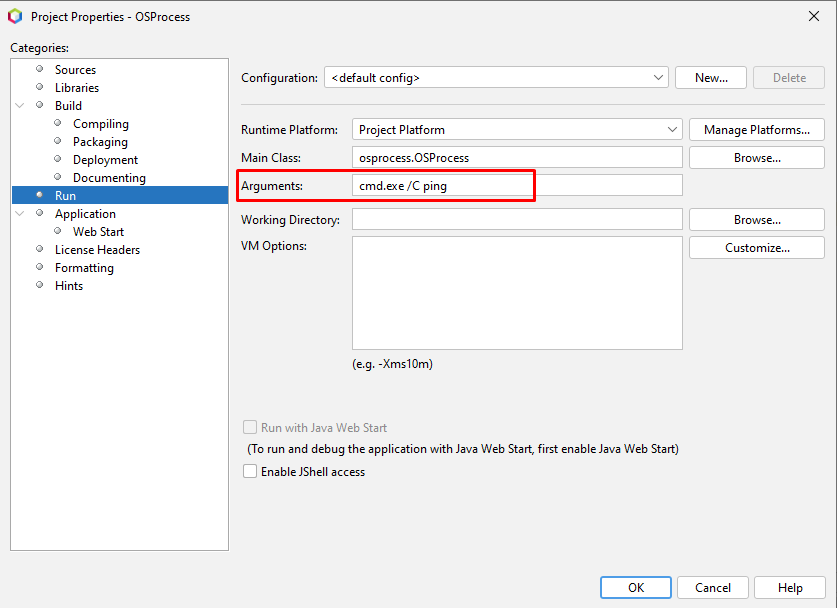 Project Properties - OSProcess
Categories:
Sources
Libraries
Build
Compiling
Packaging
Deployment
Documenting
Run
Application
Web Start
License Headers
Formatting
Hints
Configuration: <default config> New... Delete
Runtime Platform: Project Platform Manage Platforms...
Main Class: osprocess.OSProcess Browse...
Arguments: cmd.exe /C ping
Working Directory: Browse...
VM Options: Customize...
(e.g. -Xms10m)
Run with Java Web Start
(To run and debug the application with Java Web Start, first enable Java Web Start)
Enable JShell access
OK Cancel Help